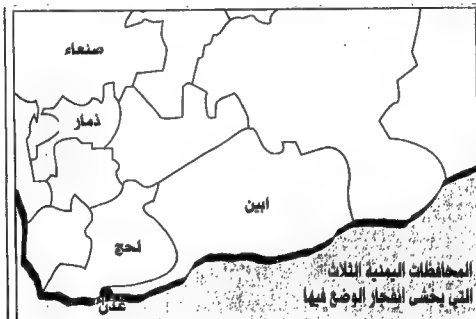 صنعاء
ذمار
ابين
لحج
عدن
المحافظات اليمنية الثلاث
التي يخشى انفجار الوضع فيها